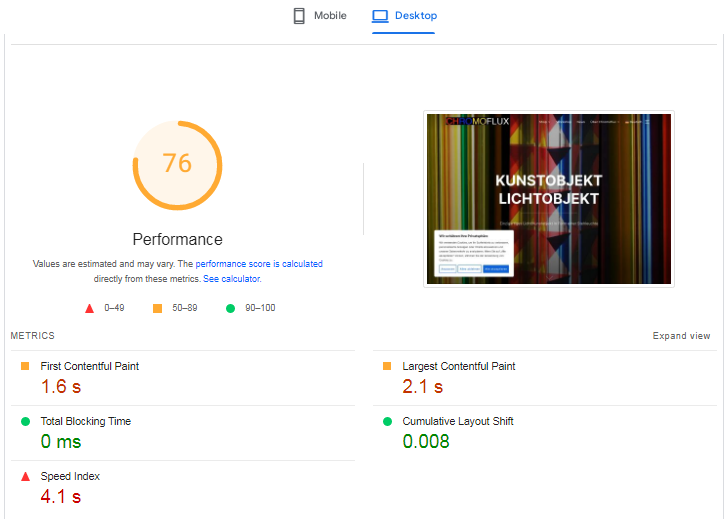 Mobile
Desktop
76
Performance
Values are estimated and may vary. The performance score is calculated
directly from these metrics. See calculator.
0–49
50–89
90–100
METRICS
Expand view
First Contentful Paint
1.6 s
Largest Contentful Paint
2.1 s
Total Blocking Time
0 ms
Cumulative Layout Shift
0.008
Speed Index
4.1 s
MOFLUX
KUNSTOBJEKT
LICHTOBJEKT